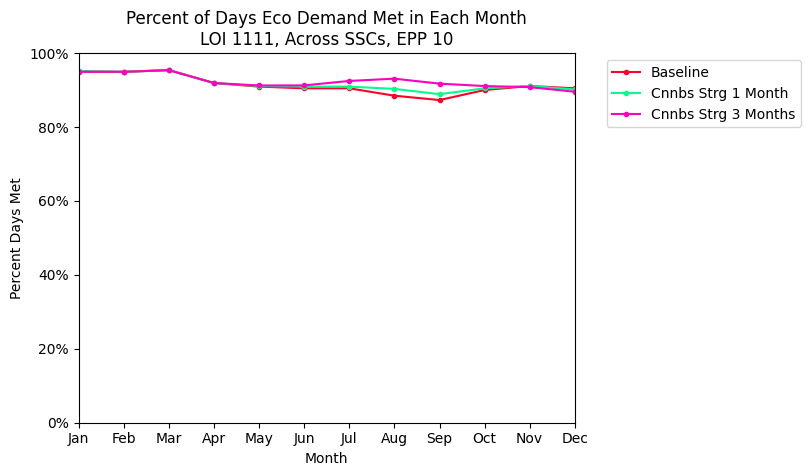 Percent of Days Eco Demand Met in Each Month
LOI 1111, Across SSCs, EPP 10
100%
80%
60%
40%
20%
0%
Percent Days Met
Jan Feb Mar Apr May Jun Jul Aug Sep Oct Nov Dec
Month
Baseline
Cnnbs Strg 1 Month
Cnnbs Strg 3 Months